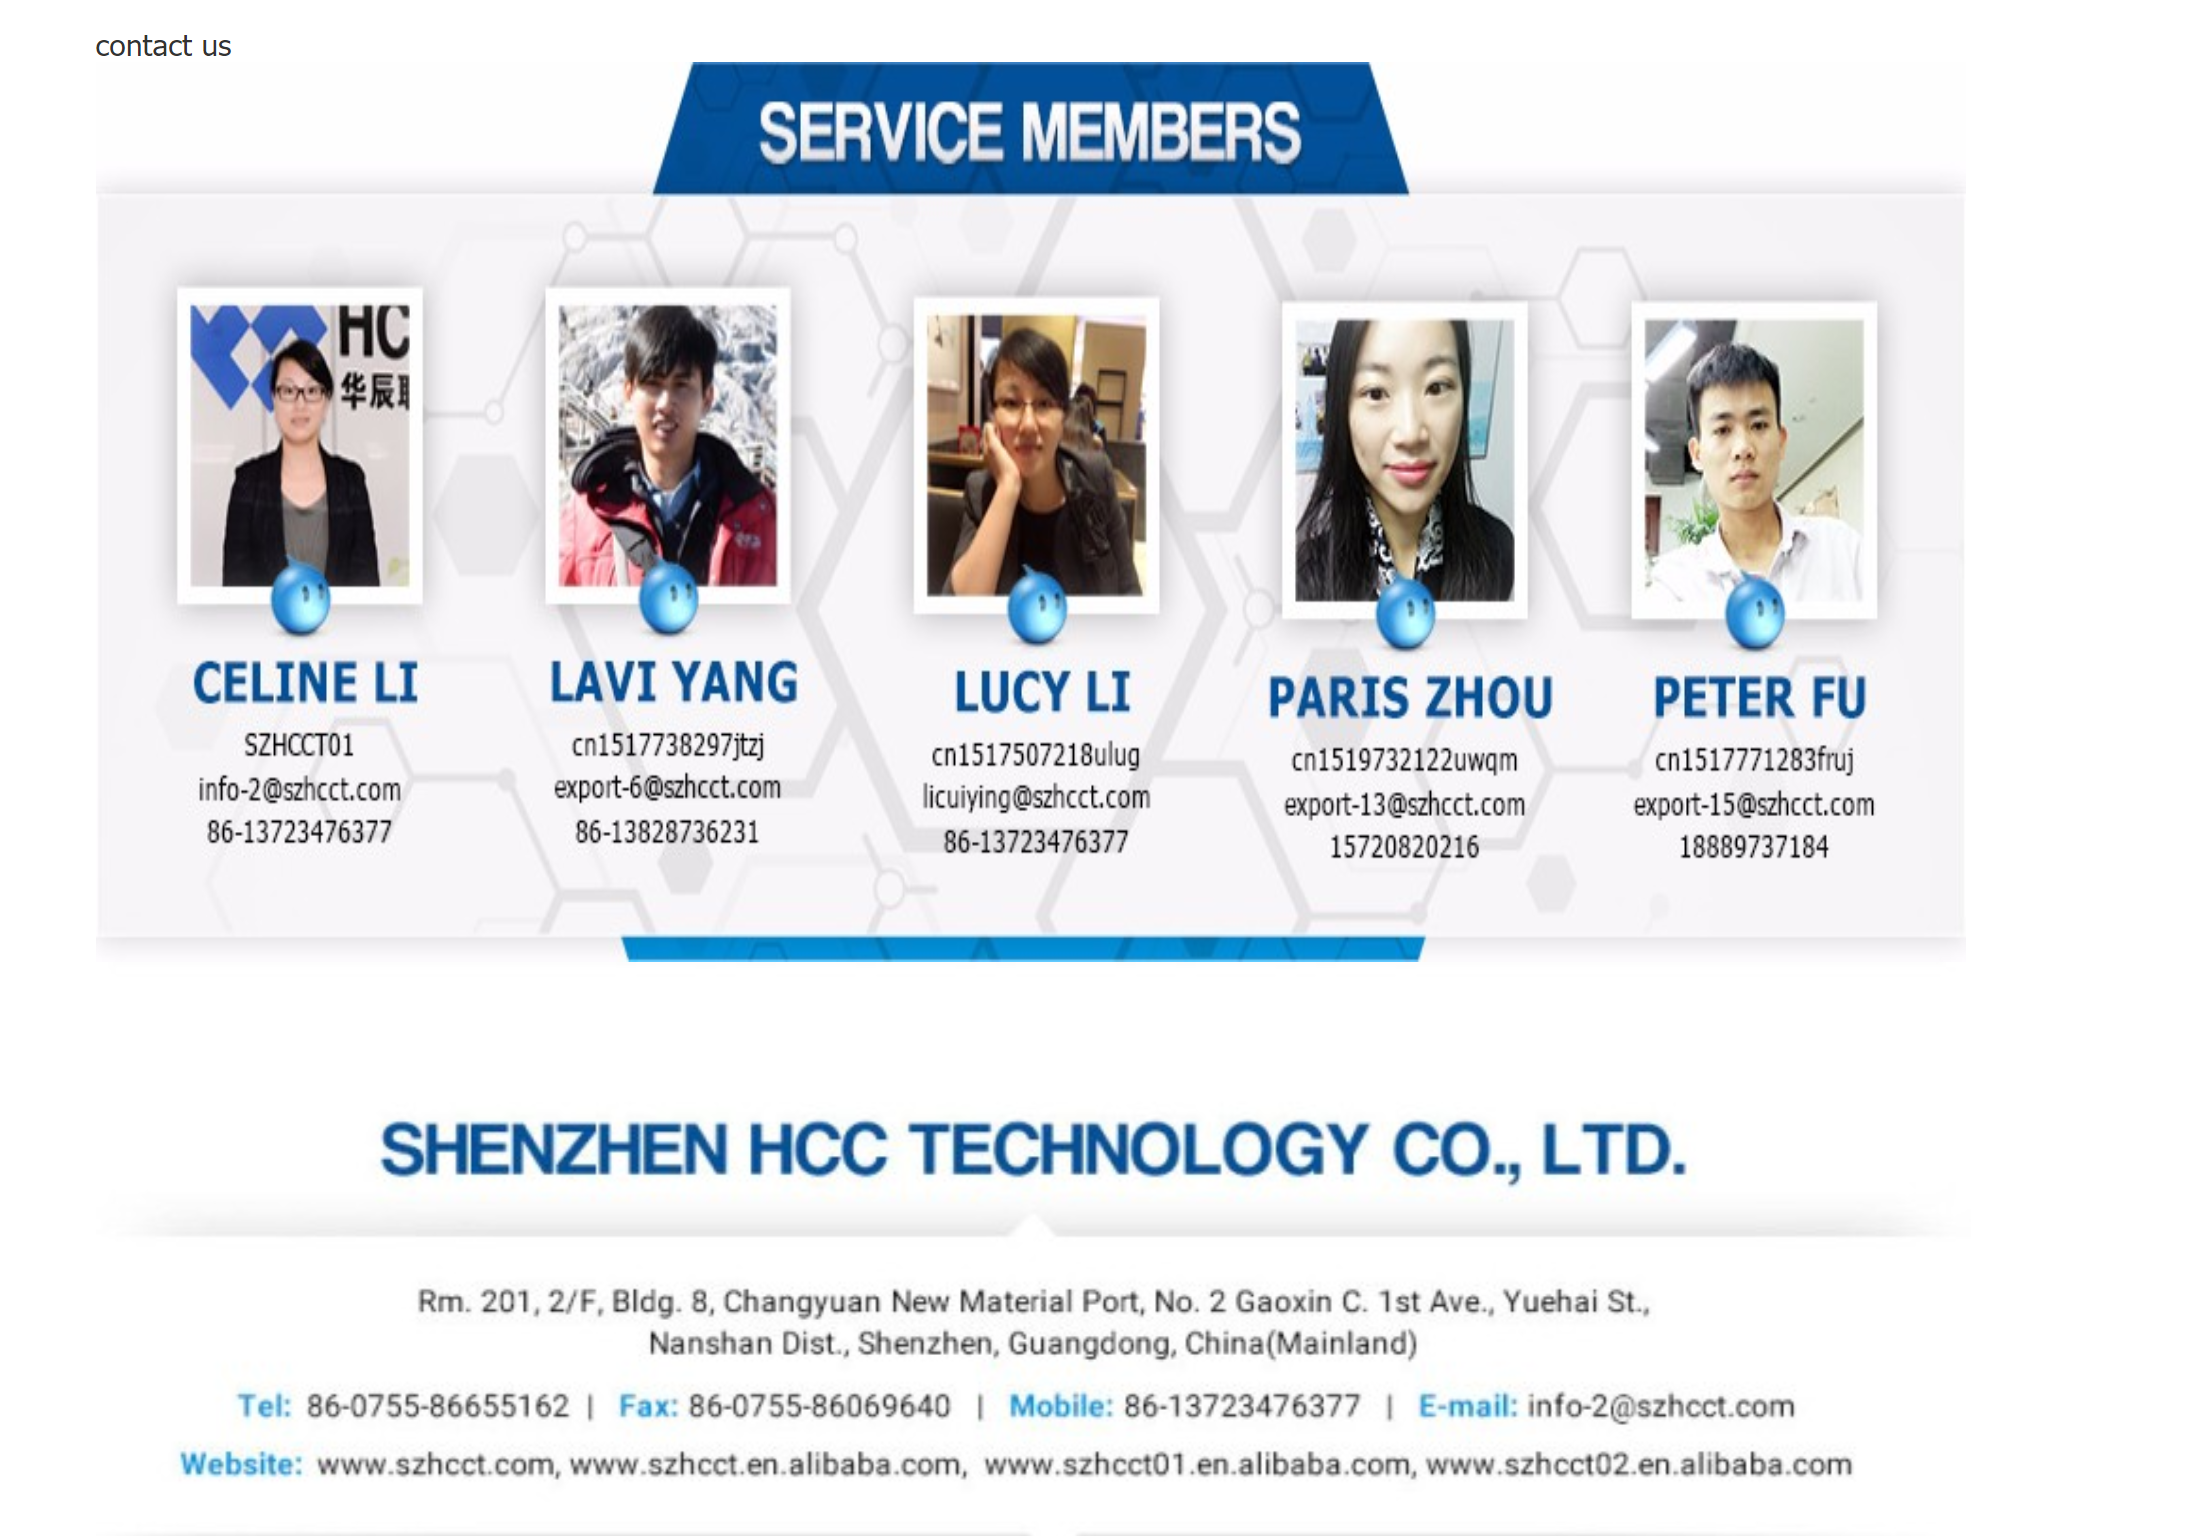 contact us
SERVICE MEMBERS
HC
华辰
CELINE LI
SZHCCT01
info-2@szhcct.com
86-13723476377
LAVI YANG
cn1517738297jtzj
export-6@szhcct.com
86-13828736231
LUCY LI
cn1517507218ulug
licuiying@szhcct.com
86-13723476377
PARIS ZHOU
cn1519732122uwqm
export-13@szhcct.com
15720820216
PETER FU
cn1517771283fruj
export-15@szhcct.com
18889737184
SHENZHEN HCC TECHNOLOGY CO., LTD.
Rm. 201, 2/F, Bldg. 8, Changyuan New Material Port, No. 2 Gaoxin C. 1st Ave., Yuehai St.,
Nanshan Dist., Shenzhen, Guangdong, China(Mainland)
Tel: 86-0755-86655162 | Fax: 86-0755-86069640 | Mobile: 86-13723476377 | E-mail: info-2@szhcct.com
Website: www.szhcct.com, www.szhcct.en.alibaba.com, www.szhcct01.en.alibaba.com, www.szhcct02.en.alibaba.com